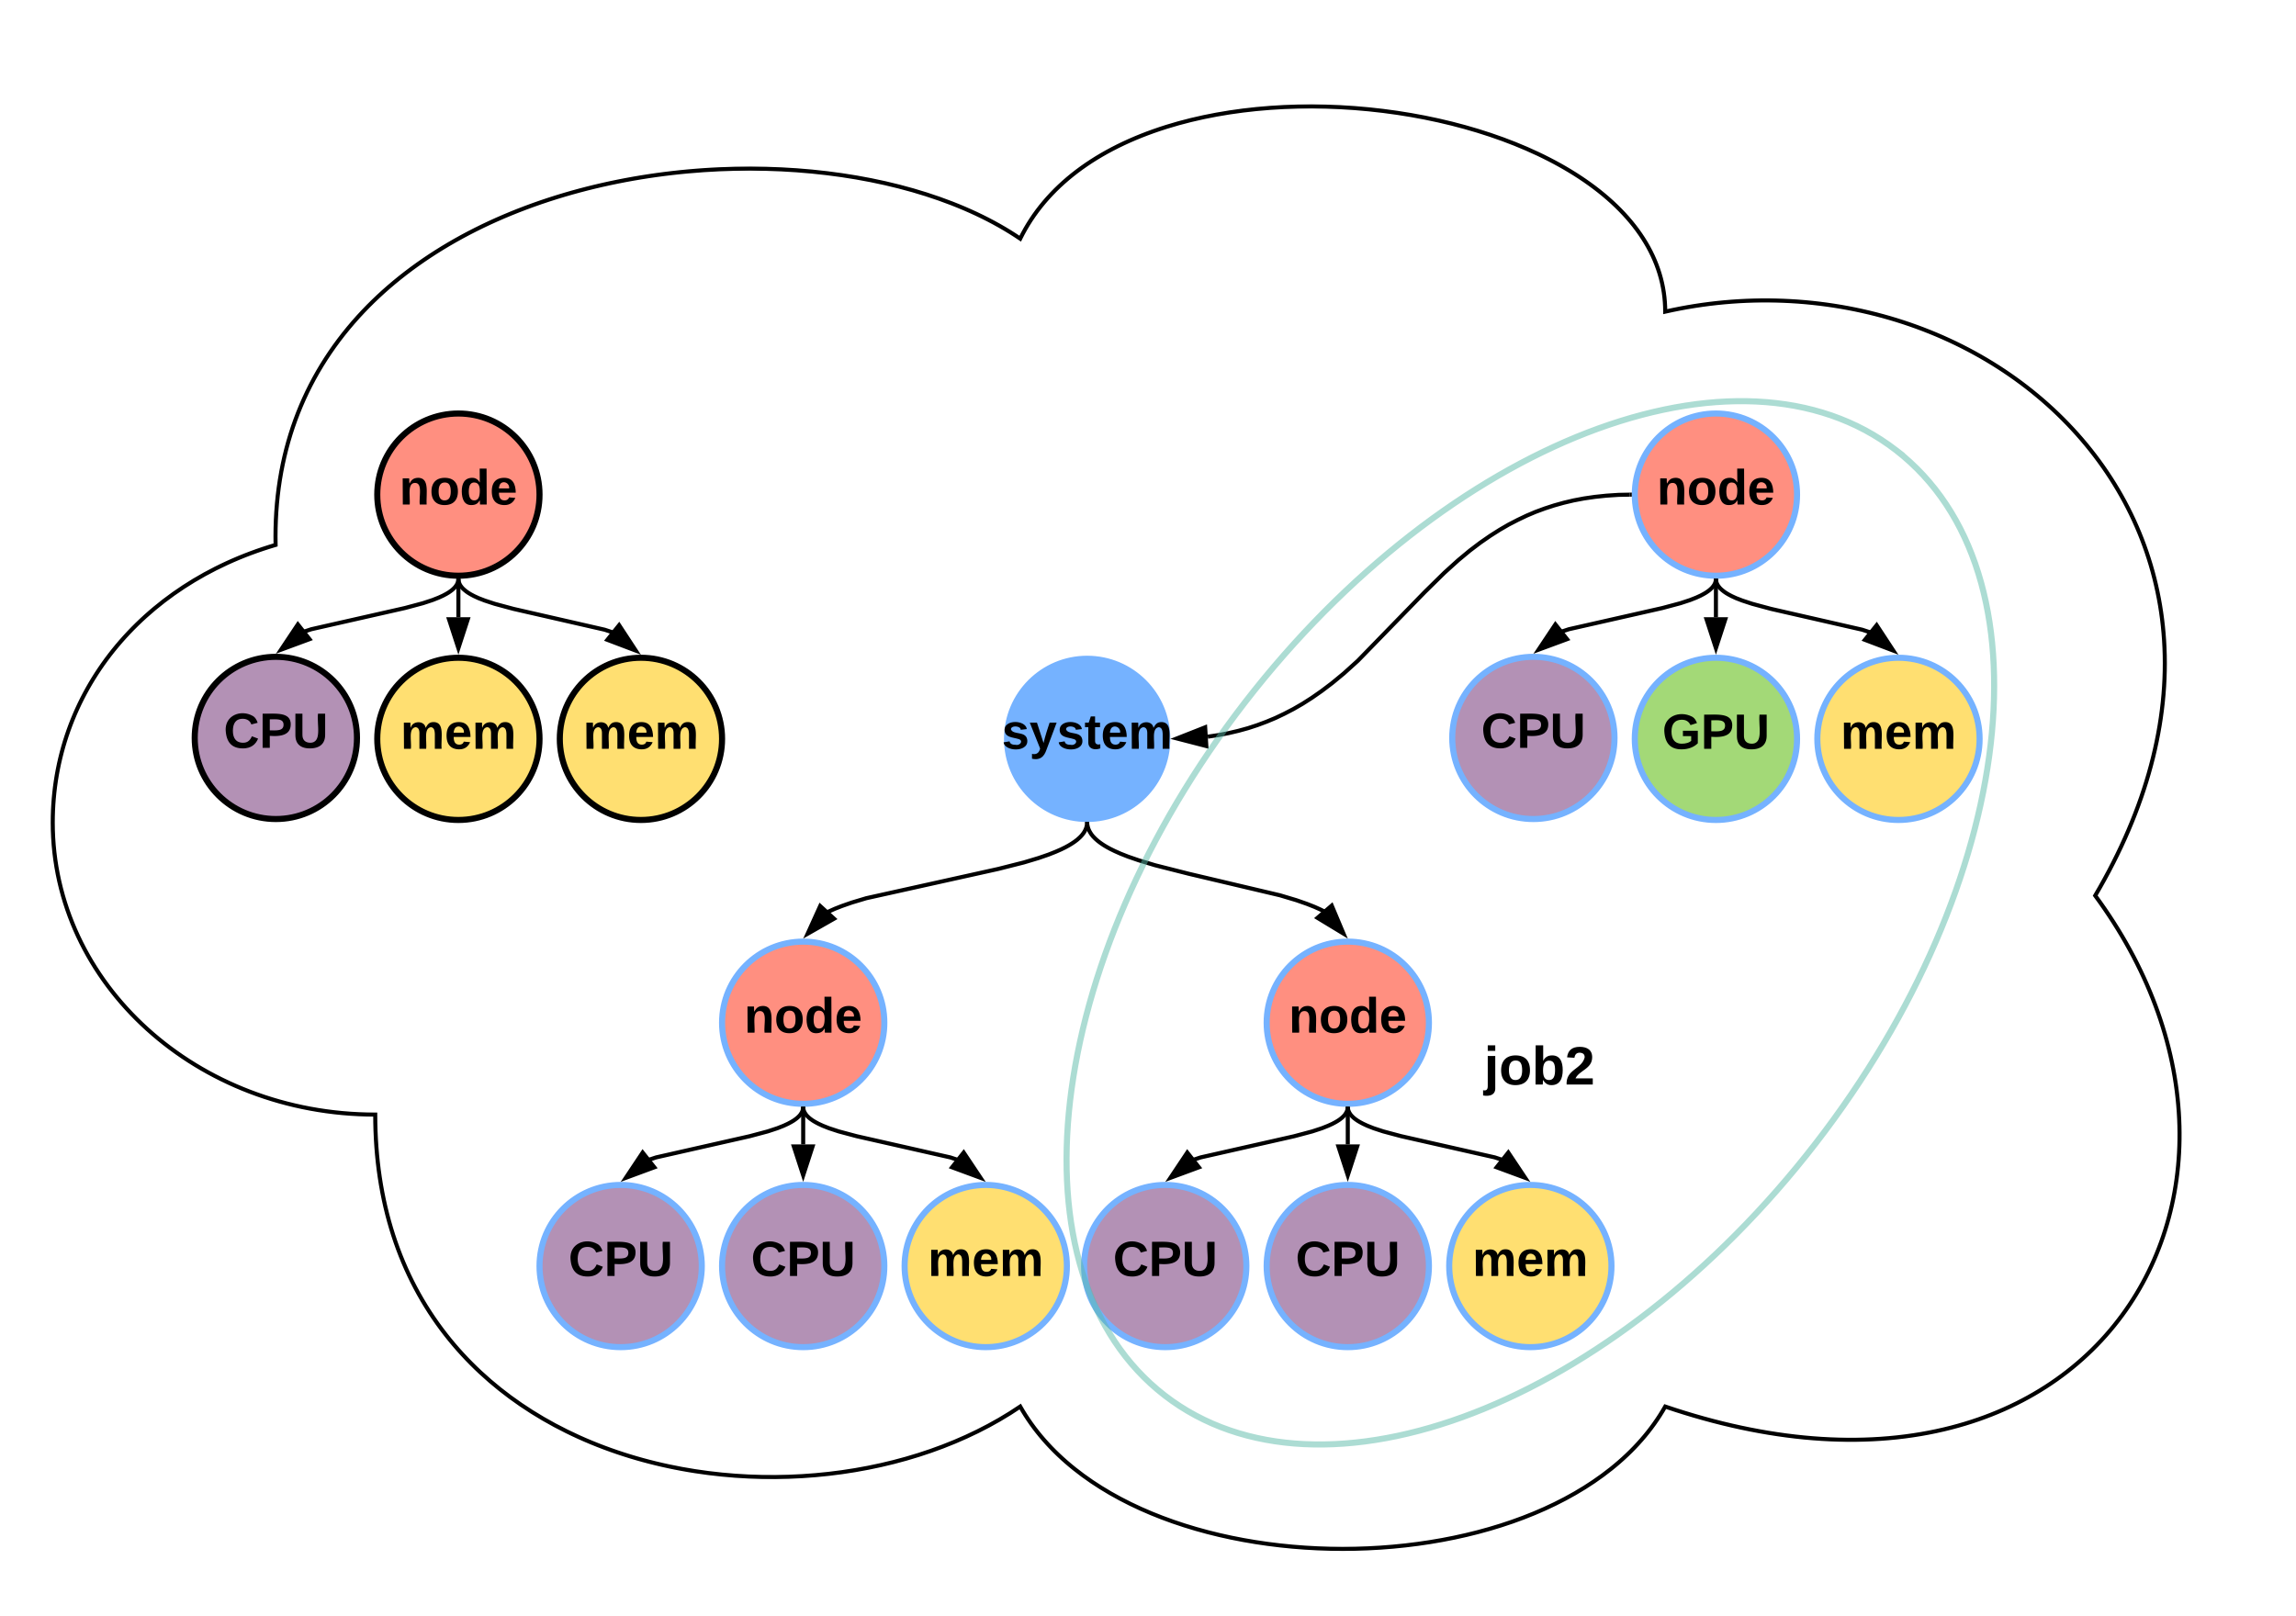 node
node
CPU
mem
mem
system
CPU
GPU
mem
node
node
job2
CPU
CPU
mem
CPU
CPU
mem